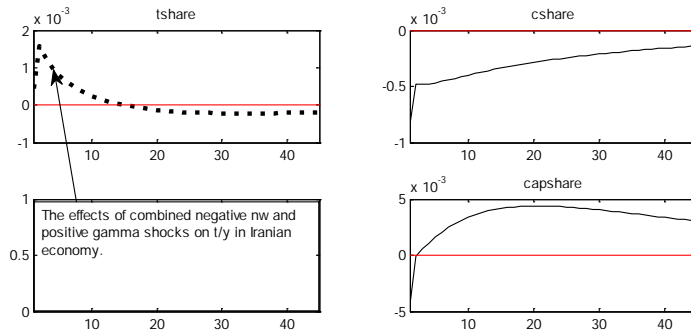 tshare
x 10-3
2
1
0
-1
10 20 30 40
cshare
x 10-3
0
-0.5
-1
10 20 30 40
1
0.5
0
10 20 30 40
The effects of combined negative nw and
positive gamma shocks on t/y in Iranian
economy.
capshare
x 10-3
5
0
-5
10 20 30 40